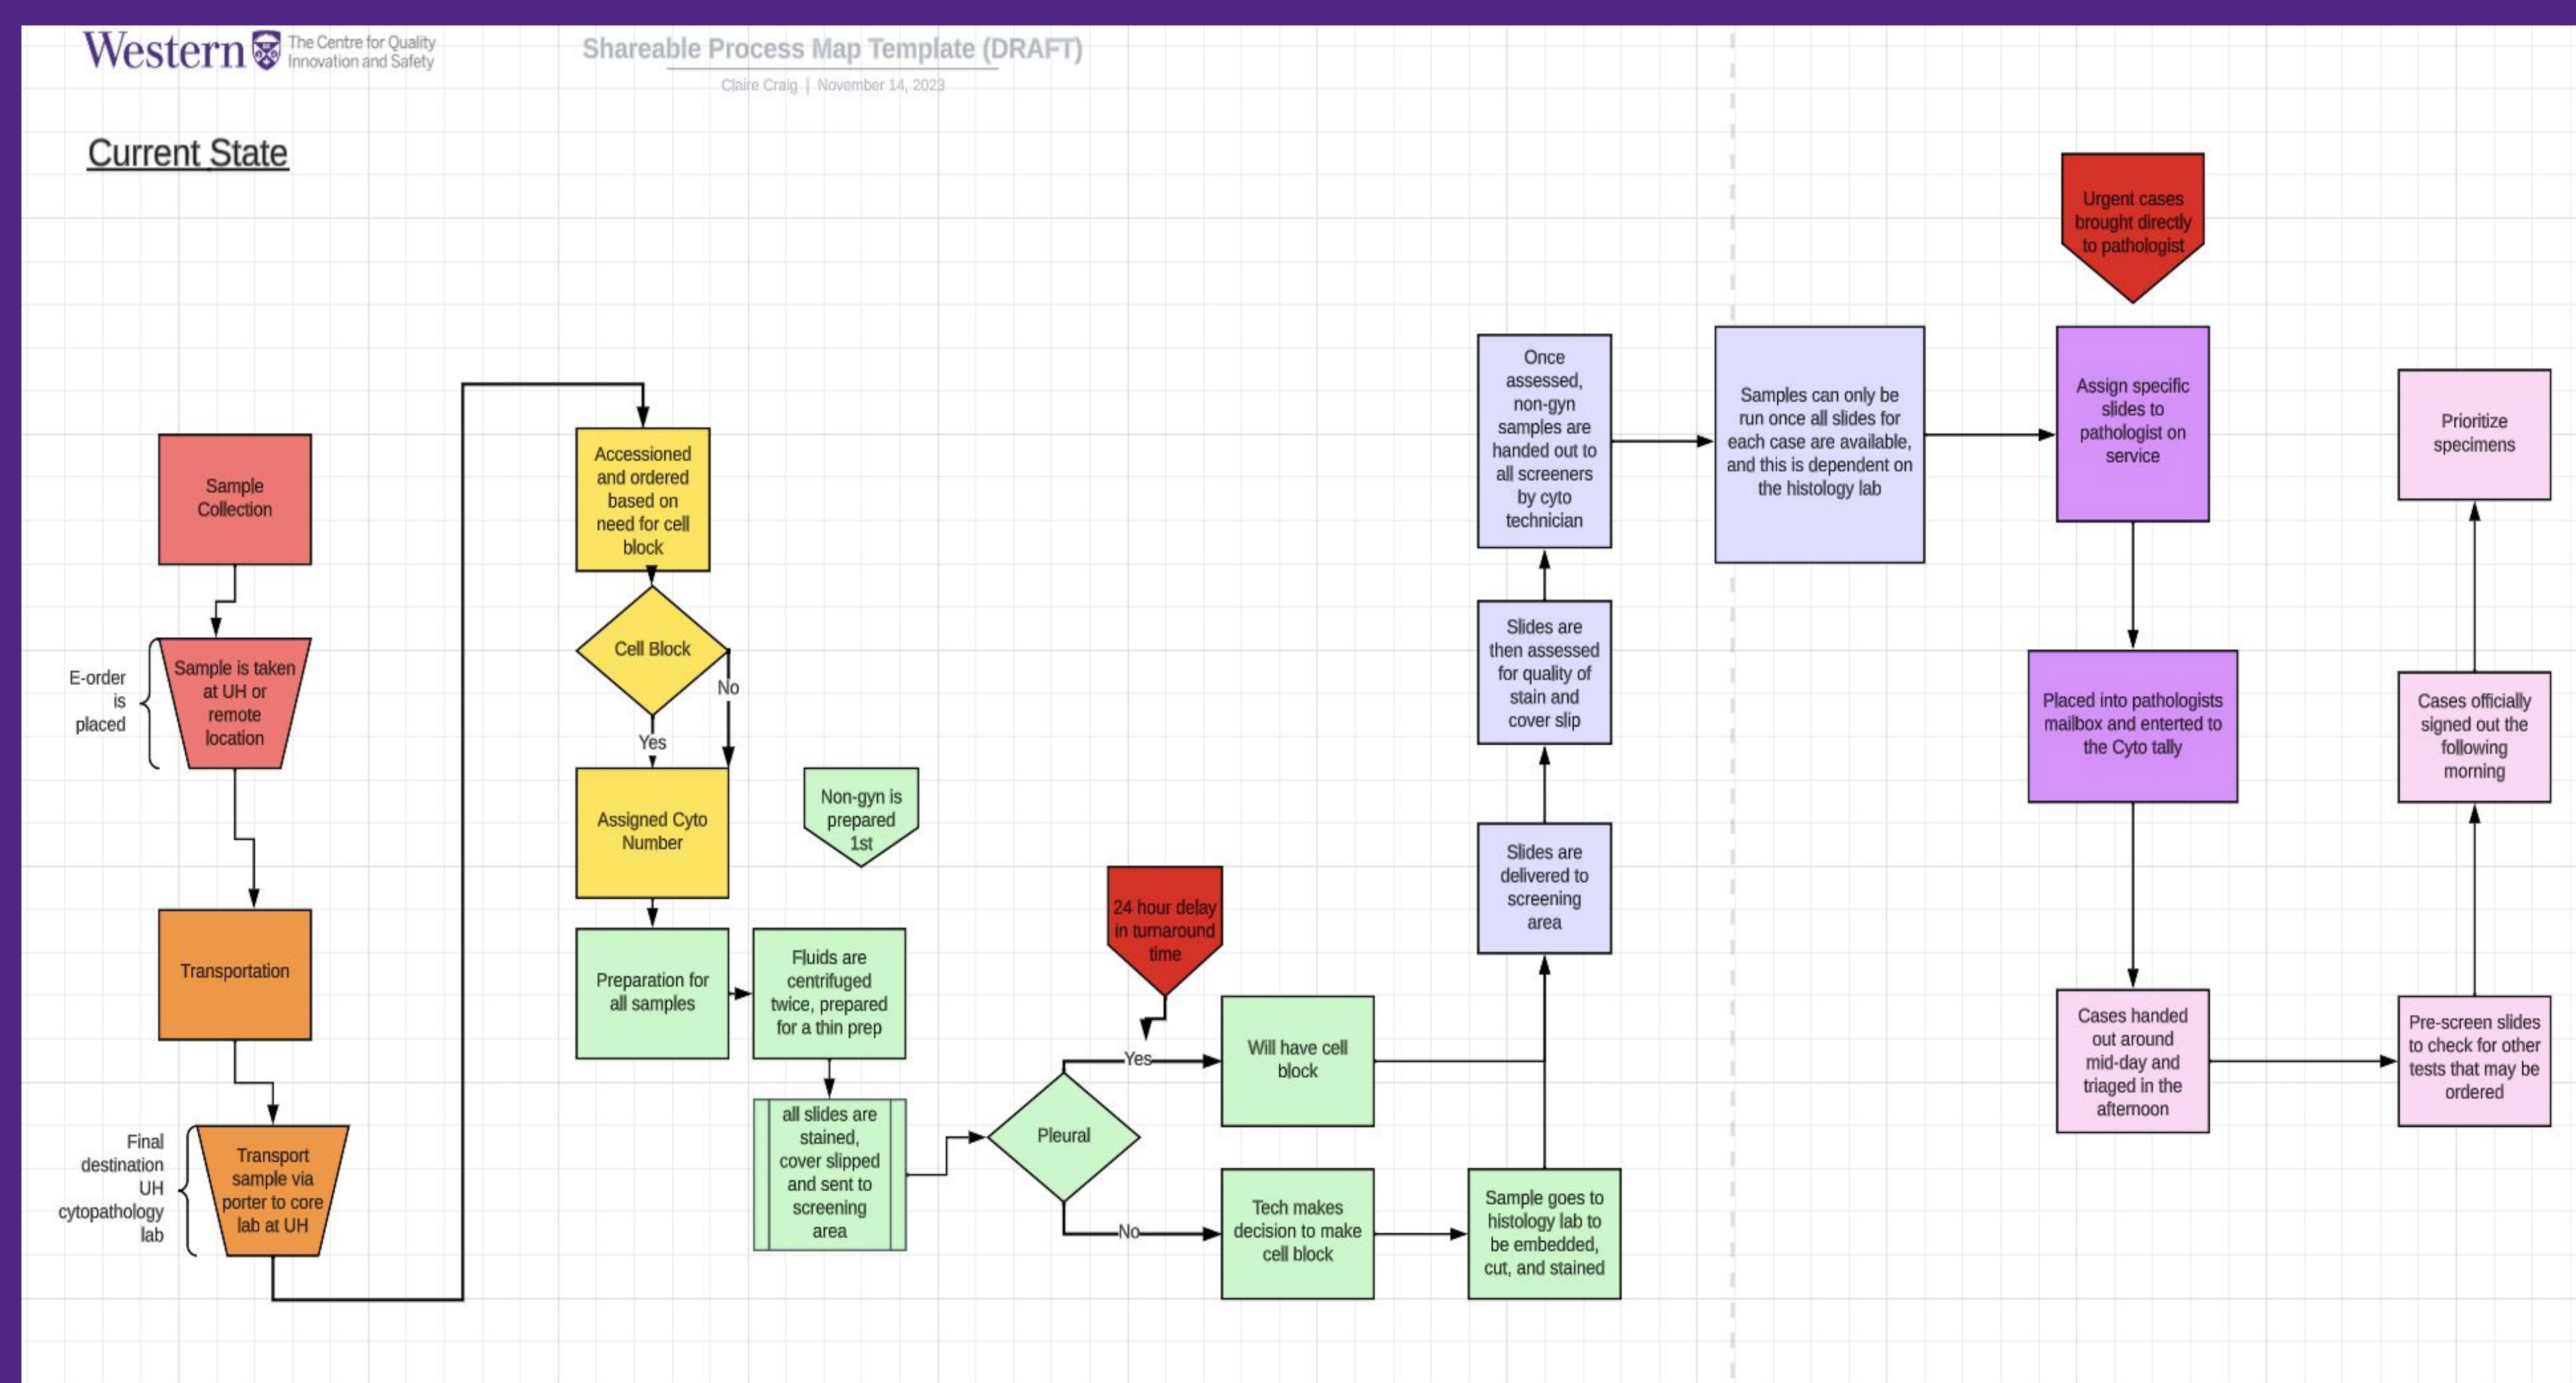 Western
The Centre for Quality
Innovation and Safety
Shareable Process Map Template (DRAFT)
Claire Craig | November 14, 2023
Current State
Sample
Collection
E-order
is
placed
Sample is taken
at UH or
remote
location
Transportation
Final
destination
UH
cytopathology
lab
Transport
sample via
porter to core
lab at UH
Accessioned
and ordered
based on
need for cell
block
Cell Block
No
Yes
Assigned Cyto
Number
Non-gyn is
prepared
1st
Preparation for
all samples
Fluids are
centrifuged
twice, prepared
for a thin prep
all slides are
stained,
cover slipped
and sent to
screening
area
Pleural
24 hour delay
in turnaround
time
Yes
Will have cell
block
No
Tech makes
decision to make
cell block
Sample goes to
histology lab to
be embedded,
cut, and stained
Slides are
delivered to
screening
area
Slides are
then assessed
for quality of
stain and
cover slip
Once
assessed,
non-gyn
samples are
handed out to
all screeners
by cyto
technician
Samples can only be
run once all slides for
each case are available,
and this is dependent on
the histology lab
Urgent cases
brought directly
to pathologist
Assign specific
slides to
pathologist on
service
Placed into pathologists
mailbox and enterted to
the Cyto tally
Cases handed
out around
mid-day and
triaged in the
afternoon
Pre-screen slides
to check for other
tests that may be
ordered
Cases officially
signed out the
following
morning
Prioritize
specimens